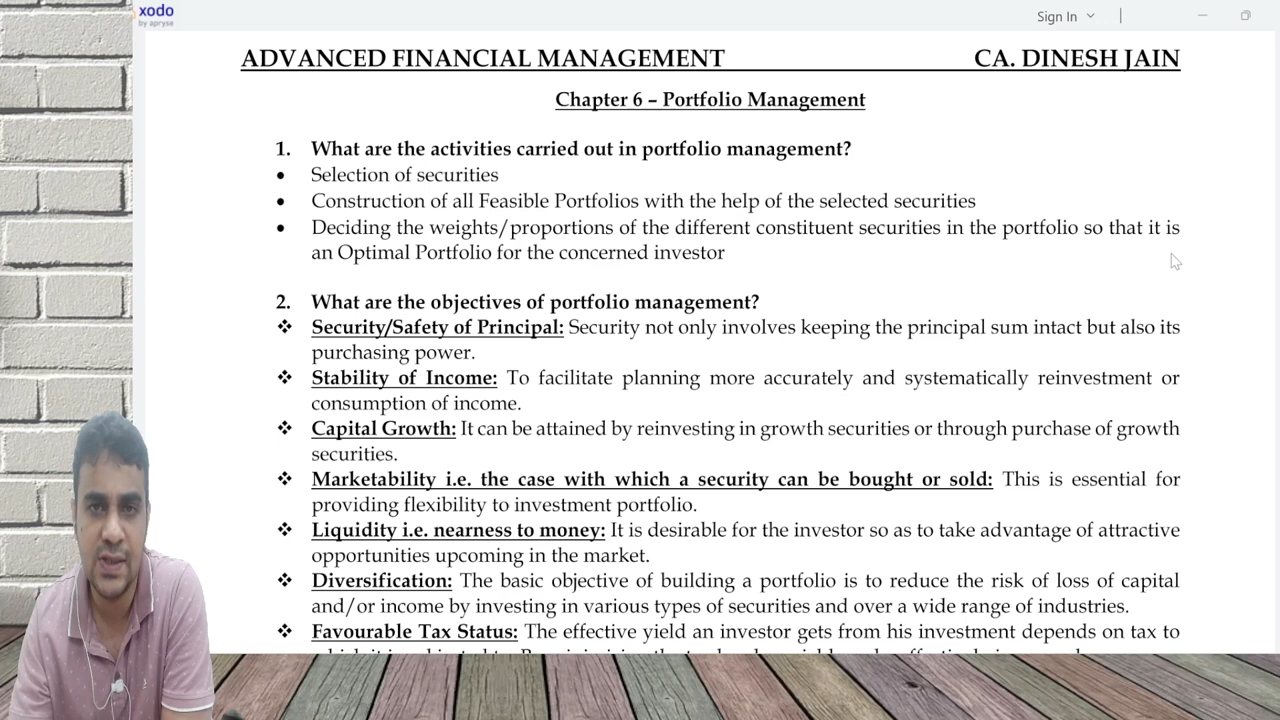 xodo
by apryse
Sign In
ADVANCED FINANCIAL MANAGEMENT CA. DINESH JAIN
Chapter 6 – Portfolio Management
1. What are the activities carried out in portfolio management?
• Selection of securities
• Construction of all Feasible Portfolios with the help of the selected securities
• Deciding the weights/proportions of the different constituent securities in the portfolio so that it is
an Optimal Portfolio for the concerned investor
2. What are the objectives of portfolio management?
❖ Security/Safety of Principal: Security not only involves keeping the principal sum intact but also its
purchasing power.
❖ Stability of Income: To facilitate planning more accurately and systematically reinvestment or
consumption of income.
❖ Capital Growth: It can be attained by reinvesting in growth securities or through purchase of growth
securities.
❖ Marketability i.e. the case with which a security can be bought or sold: This is essential for
providing flexibility to investment portfolio.
❖ Liquidity i.e. nearness to money: It is desirable for the investor so as to take advantage of attractive
opportunities upcoming in the market.
❖ Diversification: The basic objective of building a portfolio is to reduce the risk of loss of capital
and/or income by investing in various types of securities and over a wide range of industries.
❖ Favourable Tax Status: The effective yield an investor gets from his investment depends on tax to